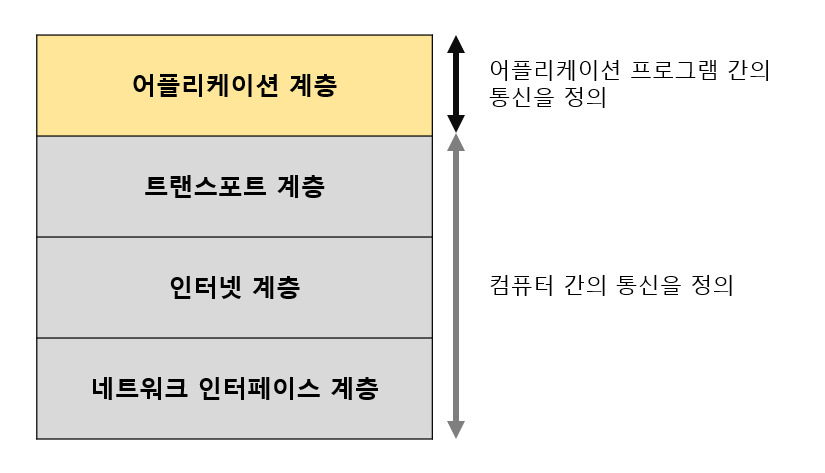 어플리케이션 계층
어플리케이션 프로그램 간의
통신을 정의
트랜스포트 계층
인터넷 계층
컴퓨터 간의 통신을 정의
네트워크 인터페이스 계층